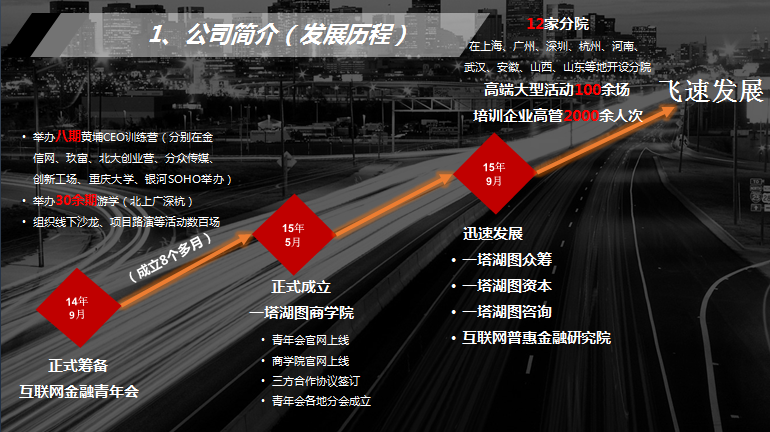 1、公司简介（发展历程）
12家分院
在上海、广州、深圳、杭州、河南、
武汉、安徽、山西、山东等地开设分院
高端大型活动100余场
培训企业高管2000余人次
飞速发展
• 举办八期黄埔CEO训练营（分别在金
信网、玖富、北大创业营、分众传媒、
创新工场、重庆大学、银河SOHO举办）
• 举办30余期游学（北上广深杭）
• 组织线下沙龙、项目路演等活动数百场
15年
9月
15年
5月
（成立8个多月）
14年
9月
正式筹备
互联网金融青年会
正式成立
一塔湖图商学院
• 青年会官网上线
• 商学院官网上线
• 三方合作协议签订
• 青年会各地分会成立
迅速发展
• 一塔湖图众筹
• 一塔湖图资本
• 一塔湖图咨询
• 互联网普惠金融研究院